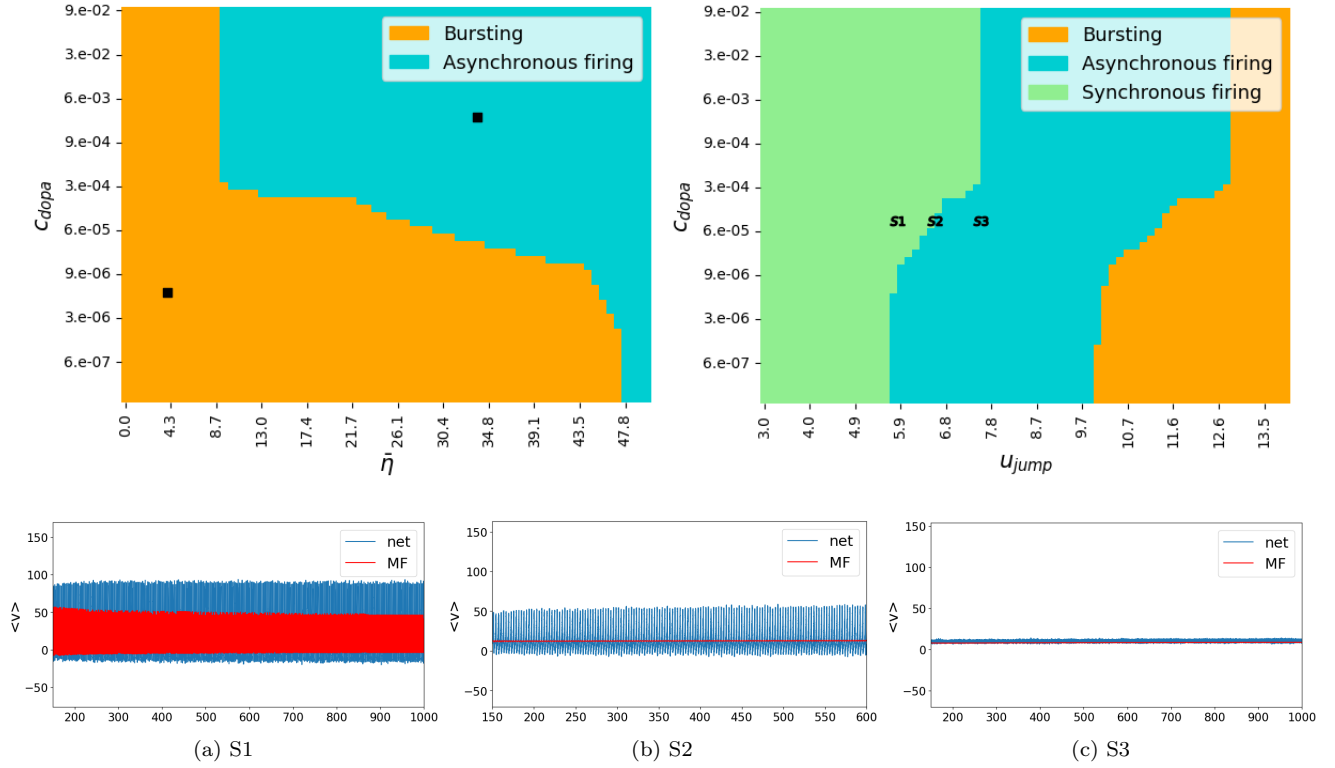 9.e-02
3.e-02
6.e-03
9.e-04
3.e-04
6.e-05
9.e-06
3.e-06
6.e-07
c_dopa
Bursting
Asynchronous firing
0.0 4.3 8.7 13.0 17.4 21.7 26.1 30.4 34.8 39.1 43.5 47.8
η̄
9.e-02
3.e-02
6.e-03
9.e-04
3.e-04
6.e-05
9.e-06
3.e-06
6.e-07
c_dopa
Bursting
Asynchronous firing
Synchronous firing
S1 S2 S3
3.0 4.0 4.9 5.9 6.8 7.8 8.7 9.7 10.7 11.6 12.6 13.5
u_jump
150
100
50
0
−50
<v>
net
MF
200 300 400 500 600 700 800 900 1000
(a) S1
150
100
50
0
−50
<v>
net
MF
150 200 250 300 350 400 450 500 550 600
(b) S2
150
100
50
0
−50
<v>
net
MF
200 300 400 500 600 700 800 900 1000
(c) S3